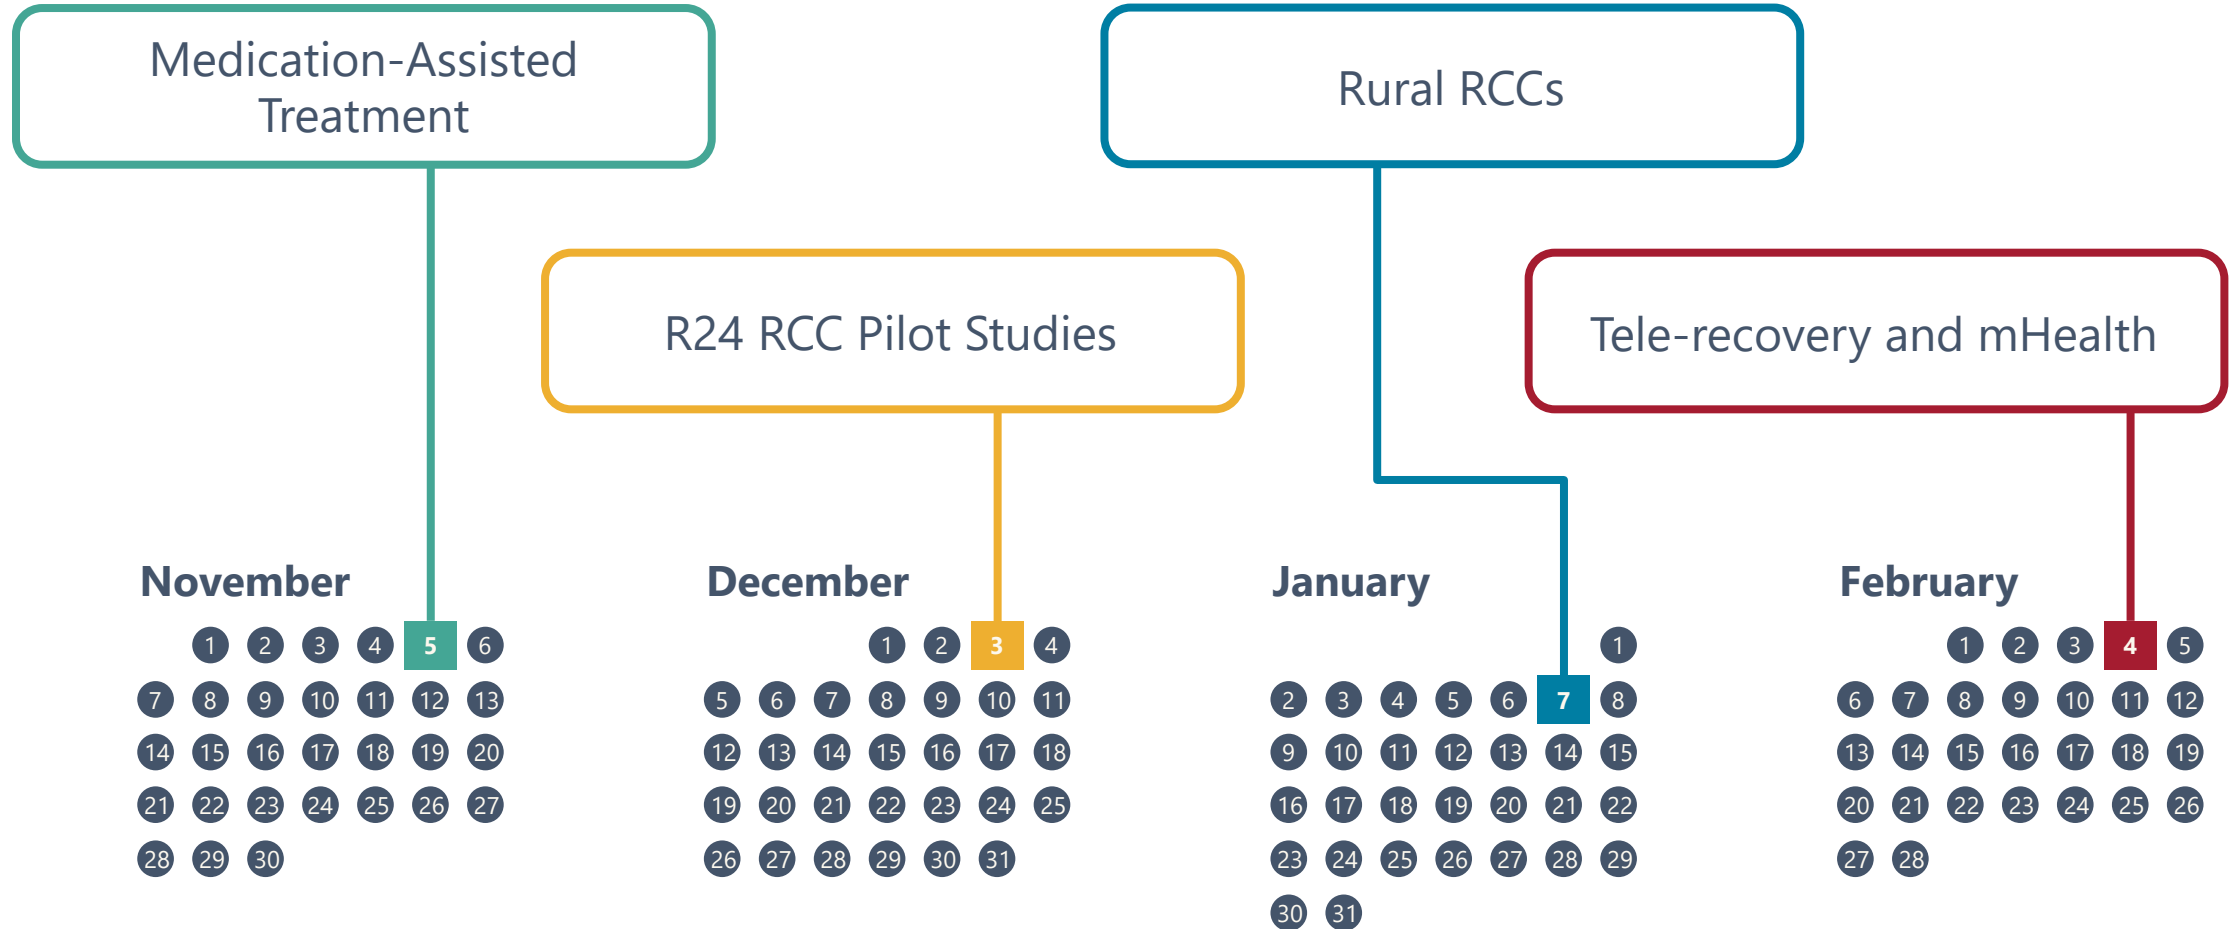 Medication-Assisted
Treatment
Rural RCCs
R24 RCC Pilot Studies
Tele-recovery and mHealth
November
1 2 3 4 5 6
7 8 9 10 11 12 13
14 15 16 17 18 19 20
21 22 23 24 25 26 27
28 29 30
December
1 2 3 4
5 6 7 8 9 10 11
12 13 14 15 16 17 18
19 20 21 22 23 24 25
26 27 28 29 30 31
January
1
2 3 4 5 6 7 8
9 10 11 12 13 14 15
16 17 18 19 20 21 22
23 24 25 26 27 28 29
30 31
February
1 2 3 4 5
6 7 8 9 10 11 12
13 14 15 16 17 18 19
20 21 22 23 24 25 26
27 28